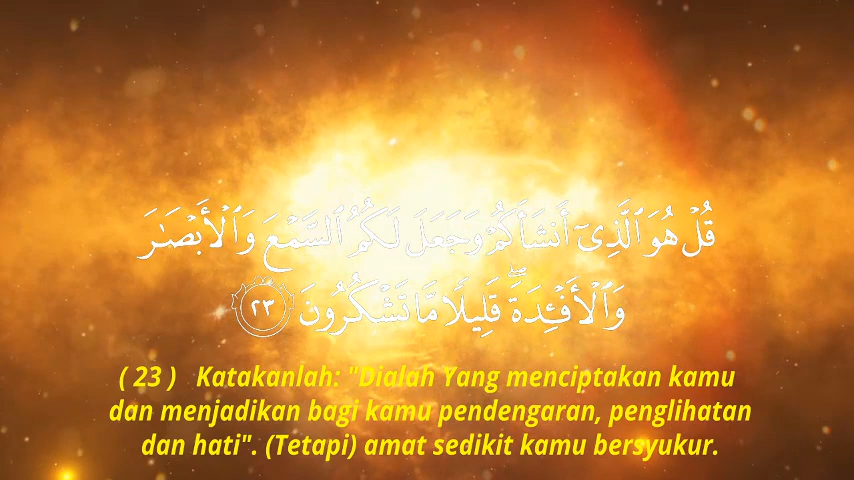 قُلْ هُوَ ٱلَّذِىٓ أَنشَأَكُمْ وَجَعَلَ لَكُمُ ٱلسَّمْعَ وَٱلْأَبْصَـٰرَ
وَٱلْأَفْـِٔدَةَ ۖ قَلِيلًا مَّا تَشْكُرُونَ ٢٣
( 23 ) Katakanlah: "Dialah Yang menciptakan kamu
dan menjadikan bagi kamu pendengaran, penglihatan
dan hati". (Tetapi) amat sedikit kamu bersyukur.